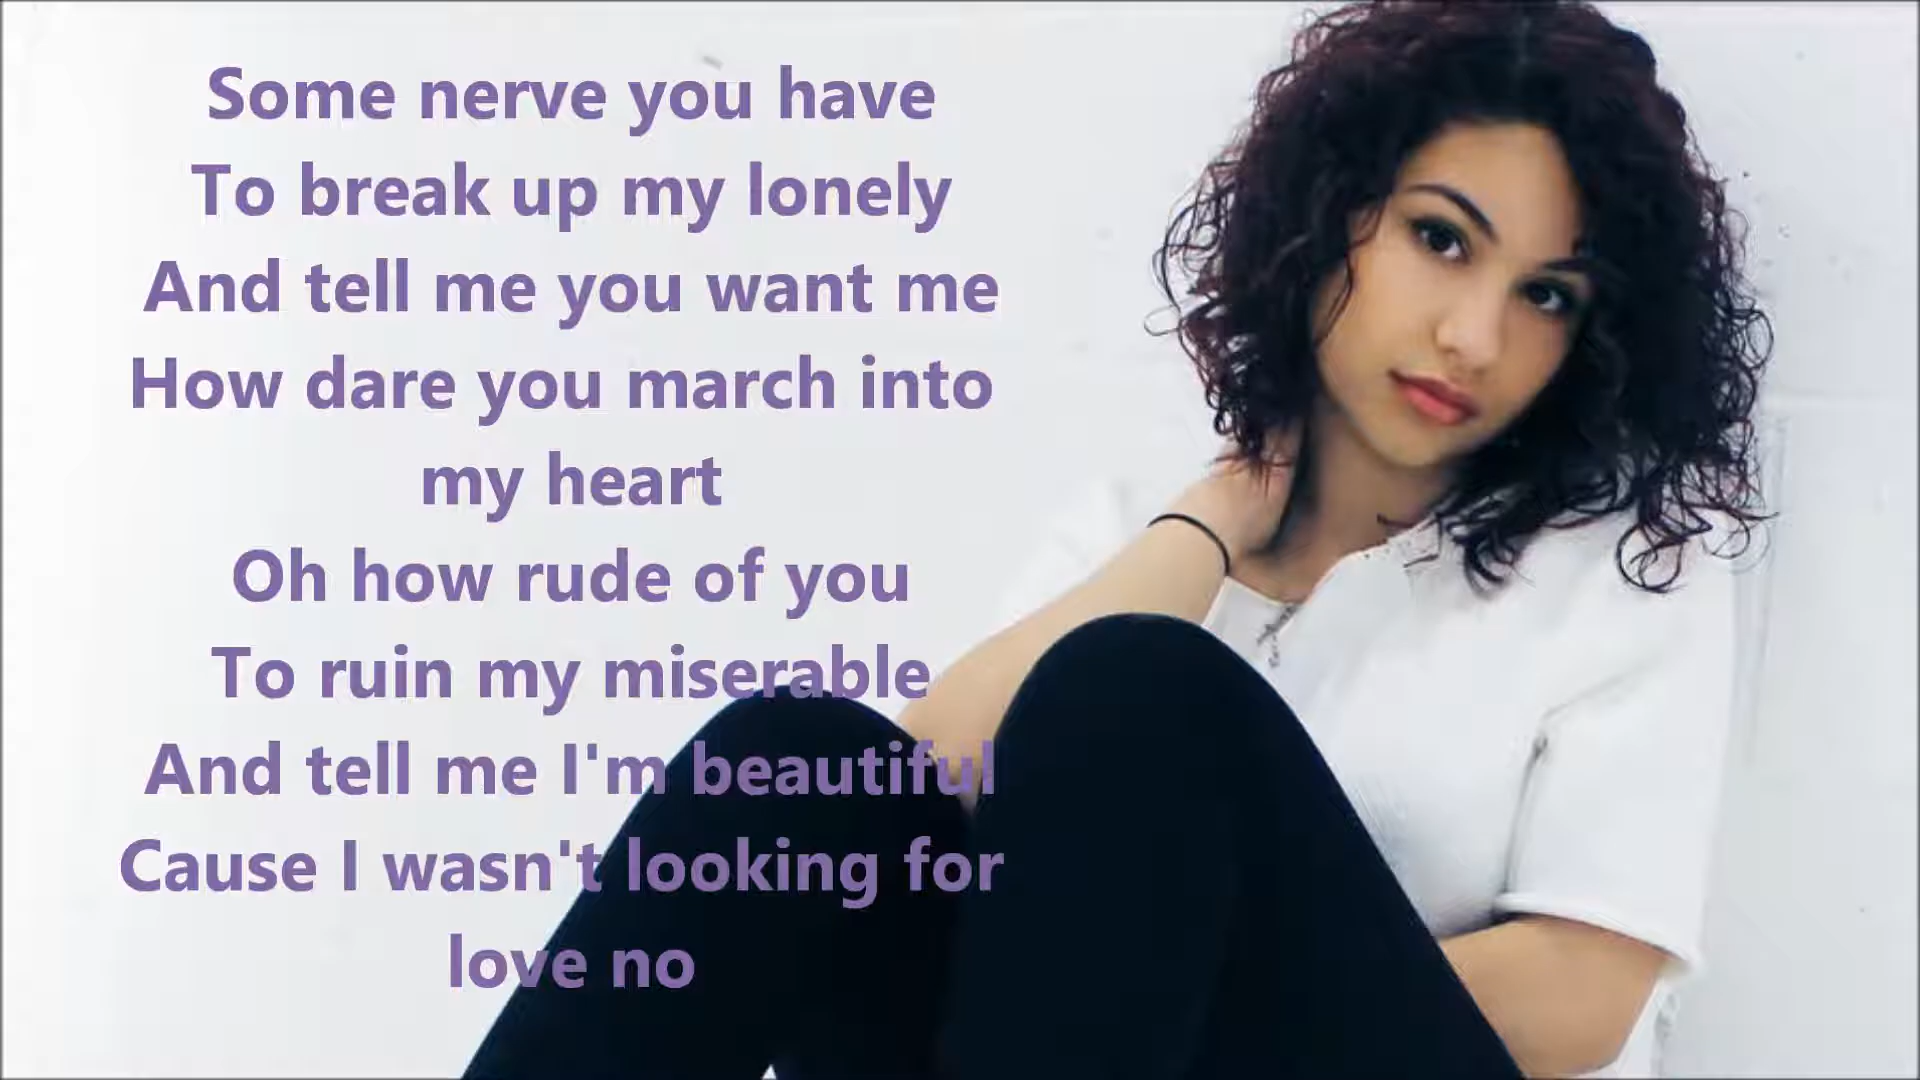 Some nerve you have
To break up my lonely
And tell me you want me
How dare you march into
my heart
Oh how rude of you
To ruin my miserable
And tell me I'm beautiful
Cause I wasn't looking for
love no